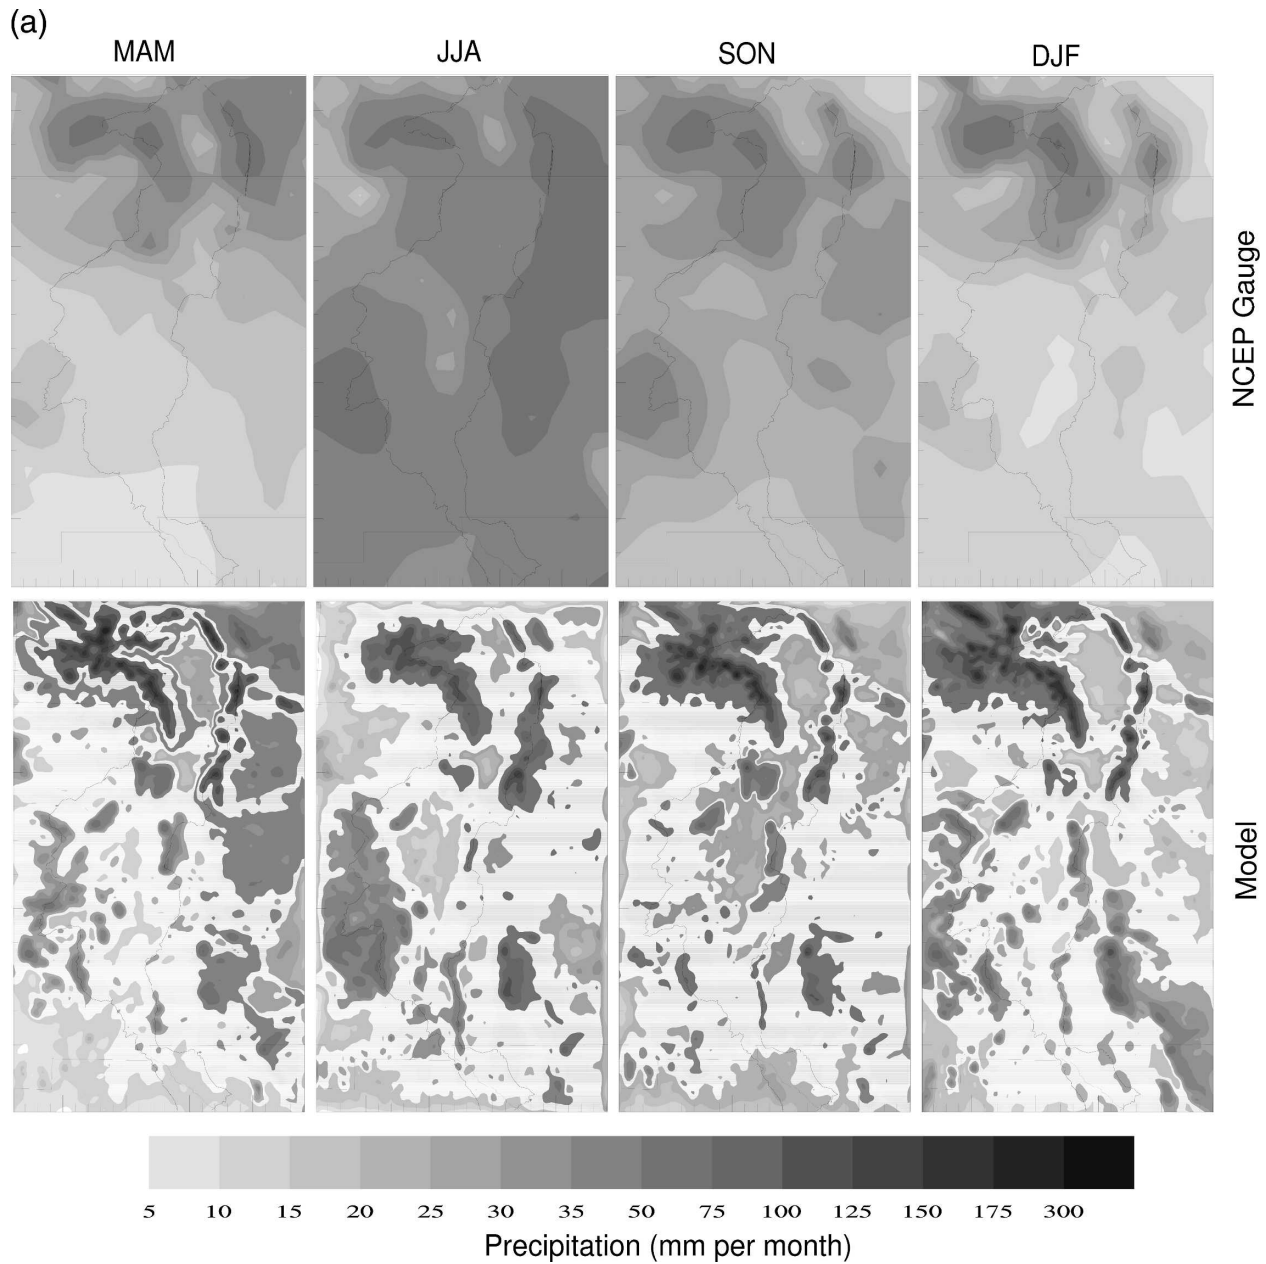 (a)
MAM JJA SON DJF
NCEP Gauge
Model
5 10 15 20 25 30 35 50 75 100 125 150 175 300
Precipitation (mm per month)